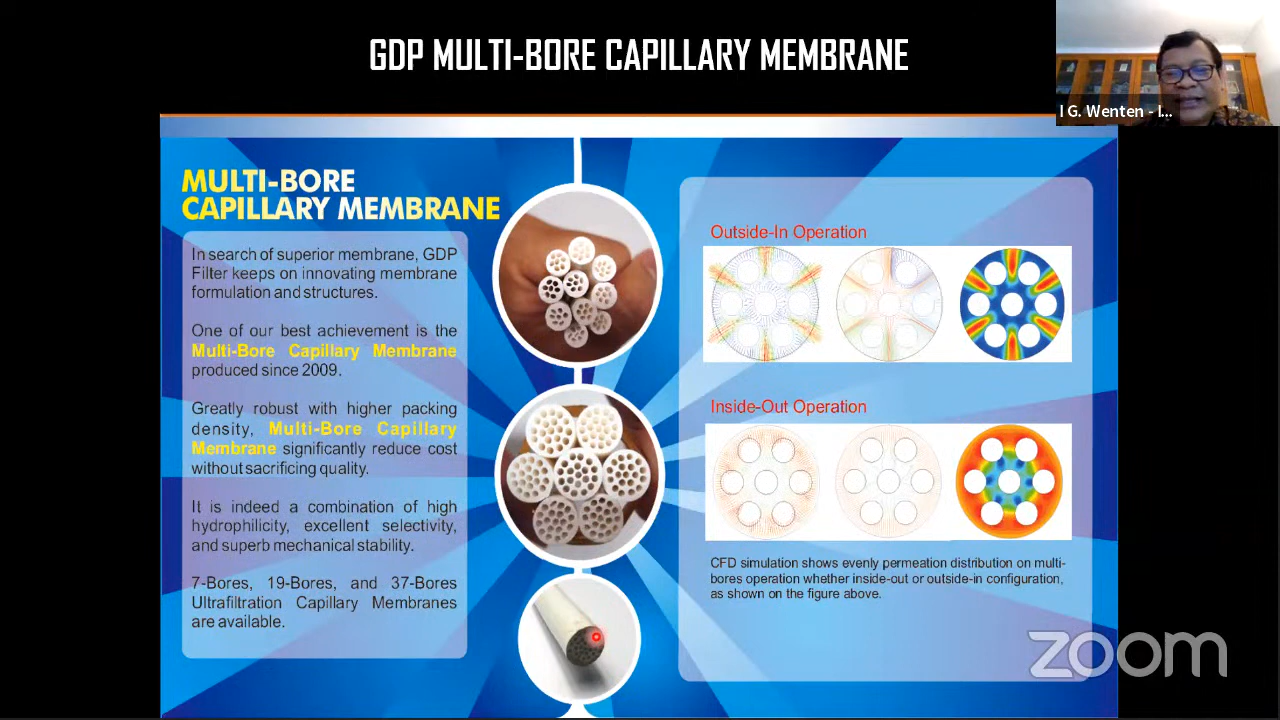 GDP MULTI-BORE CAPILLARY MEMBRANE
I G. Wenten - I...
MULTI-BORE
CAPILLARY MEMBRANE
In search of superior membrane, GDP
Filter keeps on innovating membrane
formulation and structures.
One of our best achievement is the
Multi-Bore Capillary Membrane
produced since 2009.
Greatly robust with higher packing
density, Multi-Bore Capillary
Membrane significantly reduce cost
without sacrificing quality.
It is indeed a combination of high
hydrophilicity, excellent selectivity,
and superb mechanical stability.
7-Bores, 19-Bores, and 37-Bores
Ultrafiltration Capillary Membranes
are available.
Outside-In Operation
Inside-Out Operation
CFD simulation shows evenly permeation distribution on multi-
bores operation whether inside-out or outside-in configuration,
as shown on the figure above.
zoom